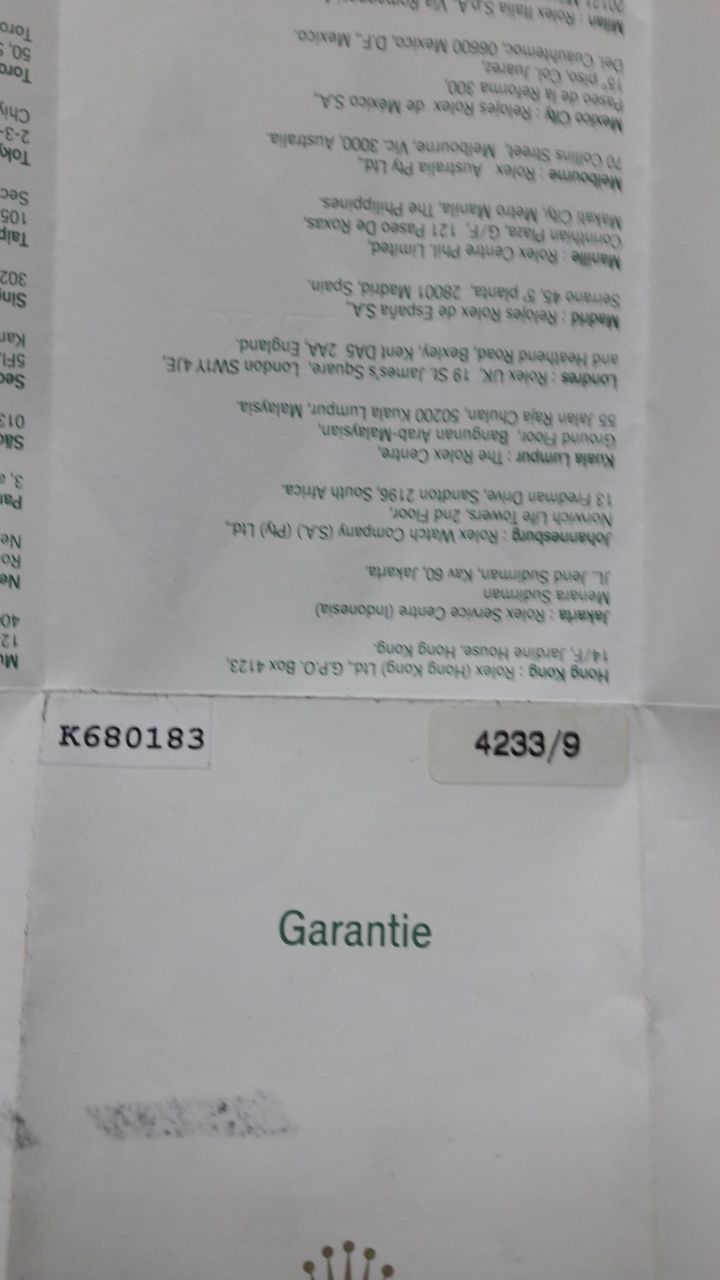 Hong Kong : Rolex (Hong Kong) Ltd., G.P.O. Box 4123,
14/F, Jardine House, Hong Kong.
Jakarta : Rolex Service Centre (Indonesia)
Menara Sudirman
JL. Jend Sudirman, Kav 60, Jakarta.
Johannesburg : Rolex Watch Company (S.A.) (Pty) Ltd.,
Norwich Life Towers, 2nd Floor,
13 Fredman Drive, Sandton 2196, South Africa.
Kuala Lumpur : The Rolex Centre,
Ground Floor, Bangunan Arab-Malaysian,
55 Jalan Raja Chulan, 50200 Kuala Lumpur, Malaysia.
Londres : Rolex UK, 19 St. James's Square, London SW1Y 4JE,
and Heathend Road, Bexley, Kent DA5 2AA, England.
Madrid : Relojes Rolex de España S.A.,
Serrano 45, 5ª planta, 28001 Madrid, Spain.
Manille : Rolex Centre Phil. Limited,
Corinthian Plaza, G/F, 121 Paseo De Roxas,
Makati City, Metro Manila, The Philippines.
Melbourne : Rolex Australia Pty Ltd.,
70 Collins Street, Melbourne, Vic. 3000, Australia.
Mexico City : Relojes Rolex de México S.A.,
Paseo de la Reforma 300,
15° piso, Col. Juarez,
Del. Cuauhtemoc, 06600 Mexico, D.F., Mexico.
Milan : Rolex Italia S.p.A., Via
20121
K680183
4233/9
Garantie